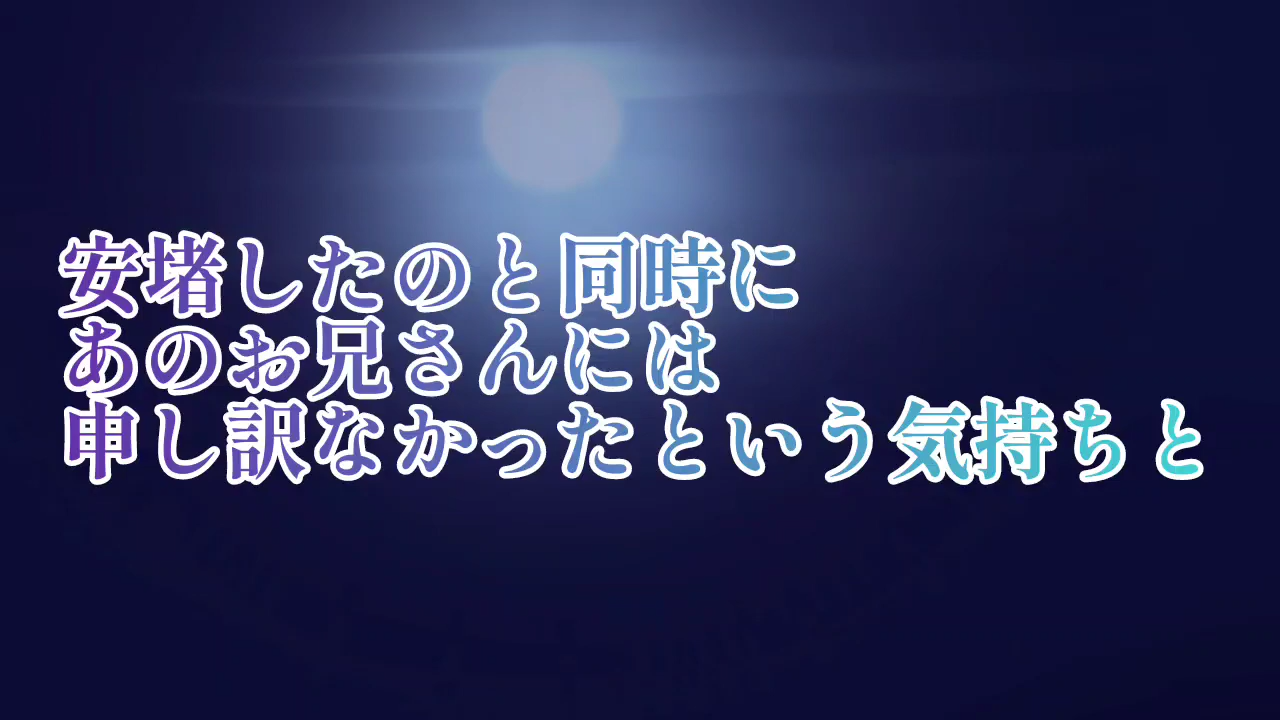 安堵したのと同時に
あのお兄さんには
申し訳なかったという気持ちと